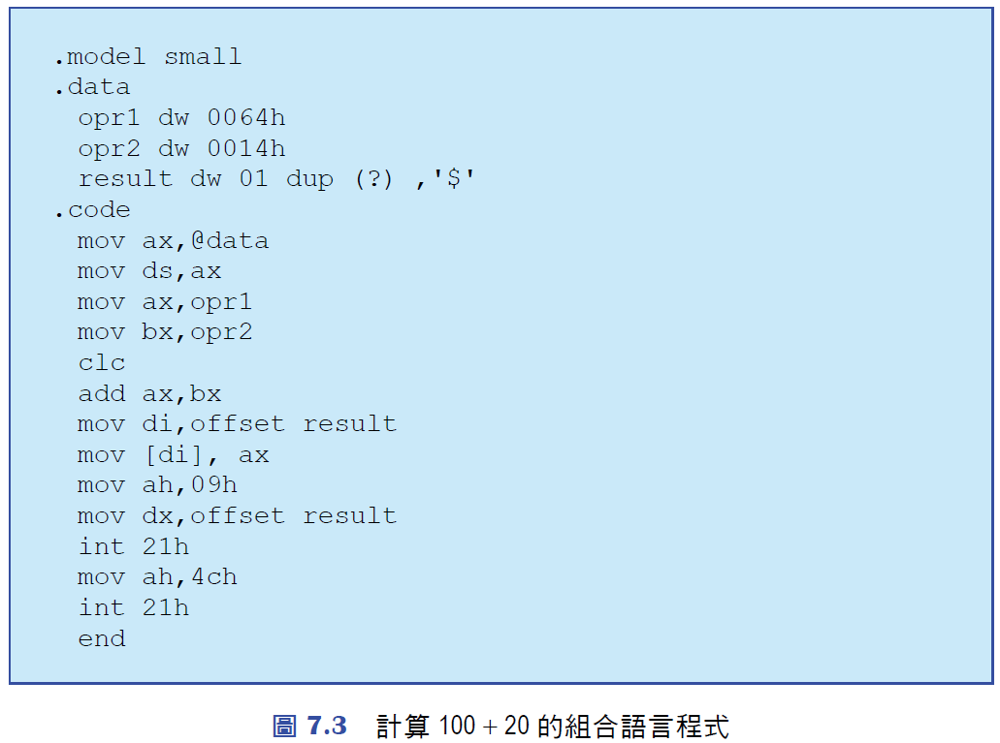 .model small
.data
opr1 dw 0064h
opr2 dw 0014h
result dw 01 dup (?) ,'$'
.code
mov ax,@data
mov ds,ax
mov ax,opr1
mov bx,opr2
clc
add ax,bx
mov di,offset result
mov [di], ax
mov ah,09h
mov dx,offset result
int 21h
mov ah,4ch
int 21h
end
圖 7.3 計算 100 + 20 的組合語言程式